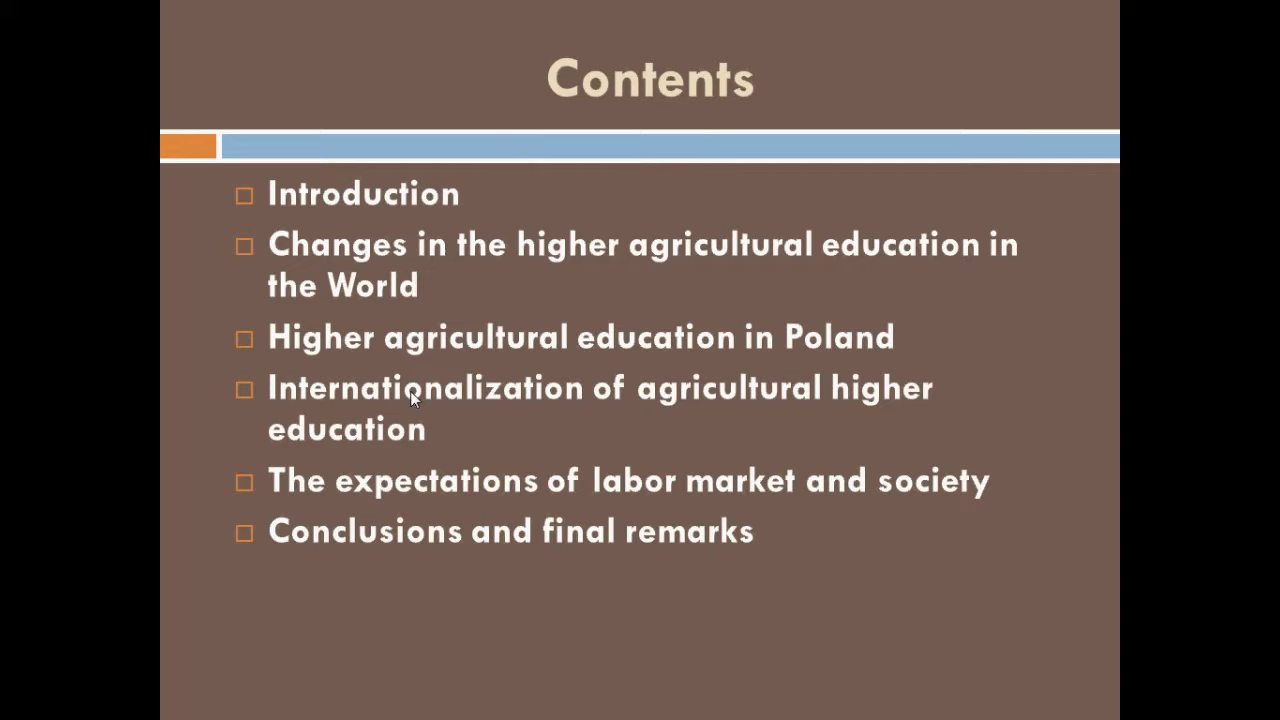 Contents
Introduction
Changes in the higher agricultural education in
the World
Higher agricultural education in Poland
Internationalization of agricultural higher
education
The expectations of labor market and society
Conclusions and final remarks